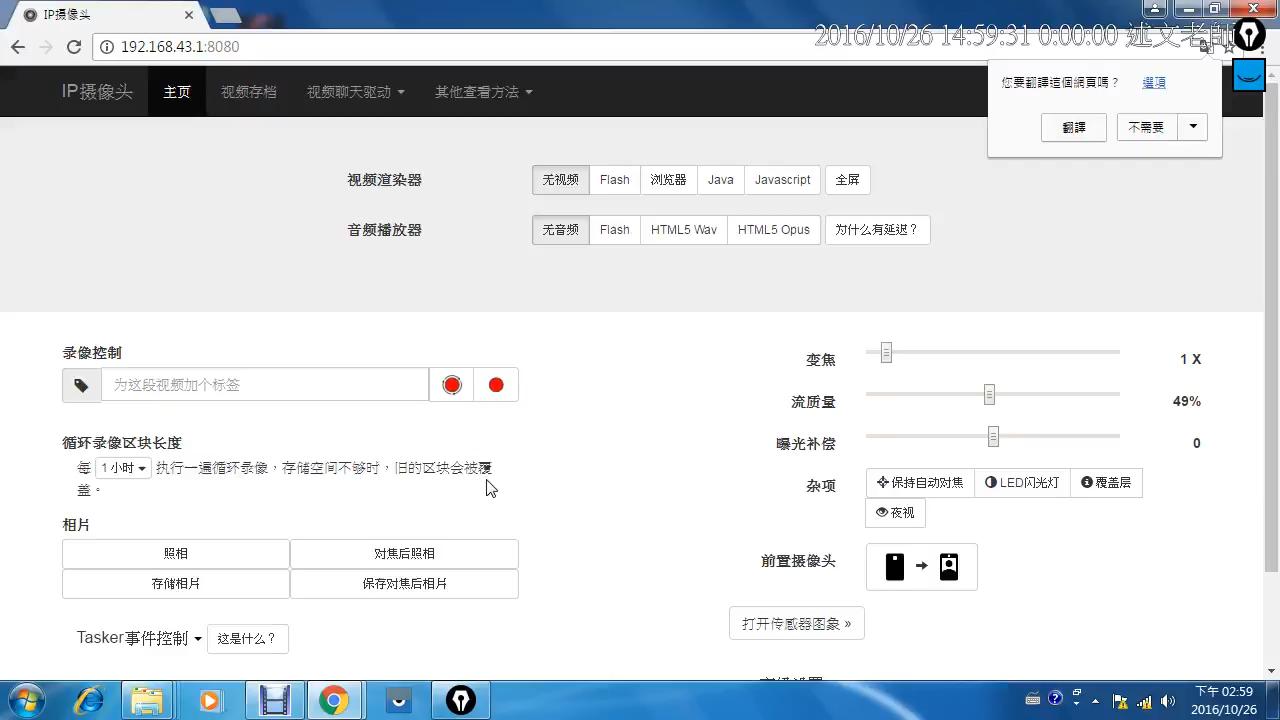 IP摄像头
192.168.43.1:8080
2016/10/26 14:59:31 0:00:00 述文老師
IP摄像头 主页 视频存档 视频聊天驱动 其他查看方法
您要翻譯這個網頁嗎？ 選項
翻譯 不需要
视频渲染器 无视频 Flash 浏览器 Java Javascript 全屏
音频播放器 无音频 Flash HTML5 Wav HTML5 Opus 为什么有延迟？
录像控制
为这段视频加个标签
循环录像区块长度
每 1 小时 执行一遍循环录像，存储空间不够时，旧的区块会被覆
盖。
相片
照相 对焦后照相
存储相片 保存对焦后相片
Tasker事件控制 这是什么？
变焦 1 X
流质量 49%
曝光补偿 0
杂项 保持自动对焦 LED闪光灯 覆盖层
夜视
前置摄像头
打开传感器图象 »
下午 02:59
2016/10/26